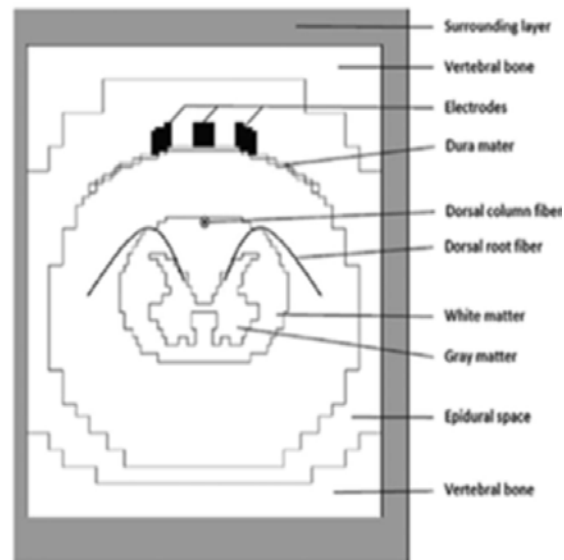 Surrounding layer
Vertebral bone
Electrodes
Dura mater
Dorsal column fiber
Dorsal root fiber
White matter
Gray matter
Epidural space
Vertebral bone